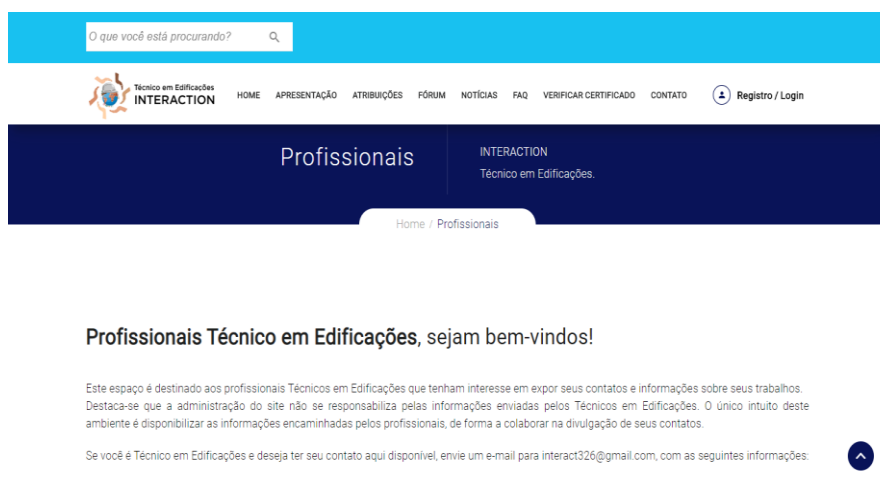 O que você está procurando?
Técnico em Edificações
INTERACTION
HOME APRESENTAÇÃO ATRIBUIÇÕES FÓRUM NOTÍCIAS FAQ VERIFICAR CERTIFICADO CONTATO Registro / Login
Profissionais
INTERACTION
Técnico em Edificações.
Home / Profissionais
Profissionais Técnico em Edificações, sejam bem-vindos!
Este espaço é destinado aos profissionais Técnicos em Edificações que tenham interesse em expor seus contatos e informações sobre seus trabalhos.
Destaca-se que a administração do site não se responsabiliza pelas informações enviadas pelos Técnicos em Edificações. O único intuito deste
ambiente é disponibilizar as informações encaminhadas pelos profissionais, de forma a colaborar na divulgação de seus contatos.
Se você é Técnico em Edificações e deseja ter seu contato aqui disponível, envie um e-mail para interact326@gmail.com, com as seguintes informações: